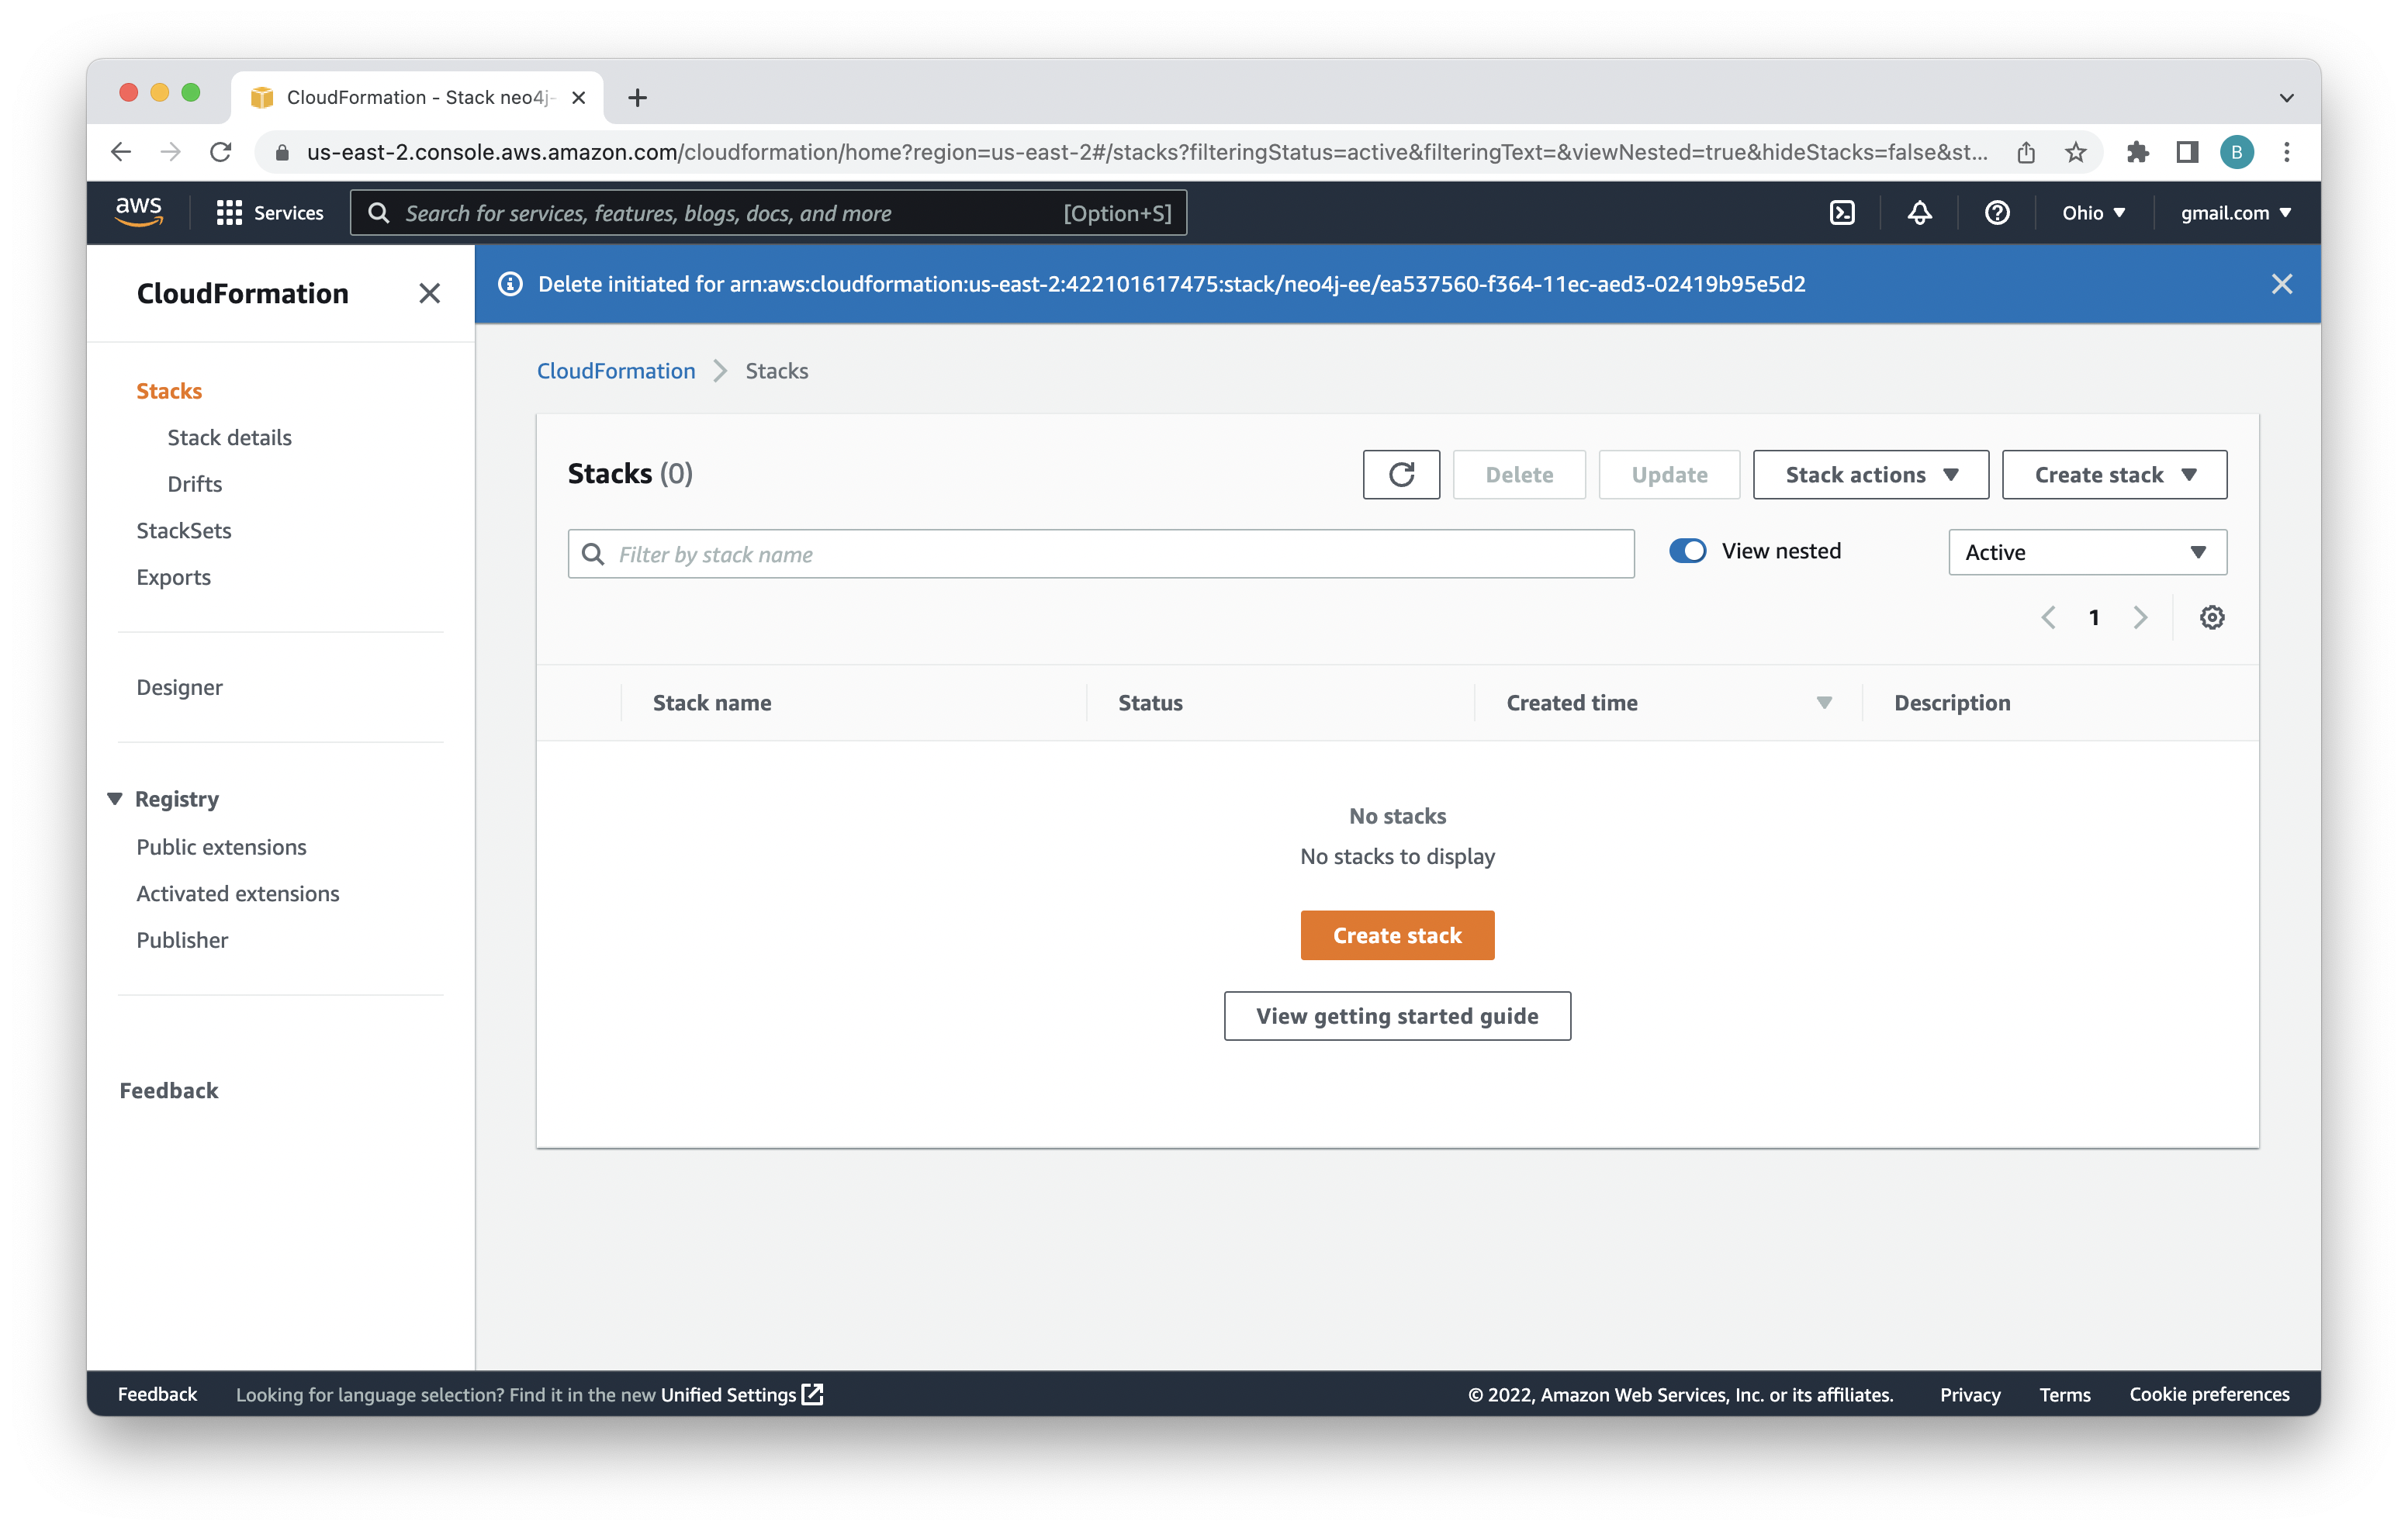 CloudFormation - Stack neo4j-
us-east-2.console.aws.amazon.com/cloudformation/home?region=us-east-2#/stacks?filteringStatus=active&filteringText=&viewNested=true&hideStacks=false&st...
B
aws
Services
Search for services, features, blogs, docs, and more
[Option+S]
Ohio
gmail.com
CloudFormation
Delete initiated for arn:aws:cloudformation:us-east-2:422101617475:stack/neo4j-ee/ea537560-f364-11ec-aed3-02419b95e5d2
Stacks
Stack details
Drifts
StackSets
Exports
Designer
Registry
Public extensions
Activated extensions
Publisher
Feedback
CloudFormation
Stacks
Stacks (0)
Delete
Update
Stack actions
Create stack
Filter by stack name
View nested
Active
1
Stack name
Status
Created time
Description
No stacks
No stacks to display
Create stack
View getting started guide
Feedback
Looking for language selection? Find it in the new Unified Settings
© 2022, Amazon Web Services, Inc. or its affiliates.
Privacy
Terms
Cookie preferences